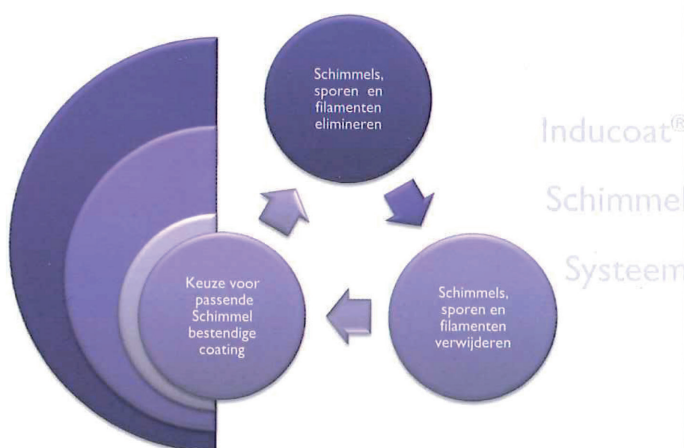 Schimmels,
sporen en
filamenten
elimineren
Inducoat®
Schimmel
Systeem
Keuze voor
passende
Schimmel
bestendige
coating
Schimmels,
sporen en
filamenten
verwijderen